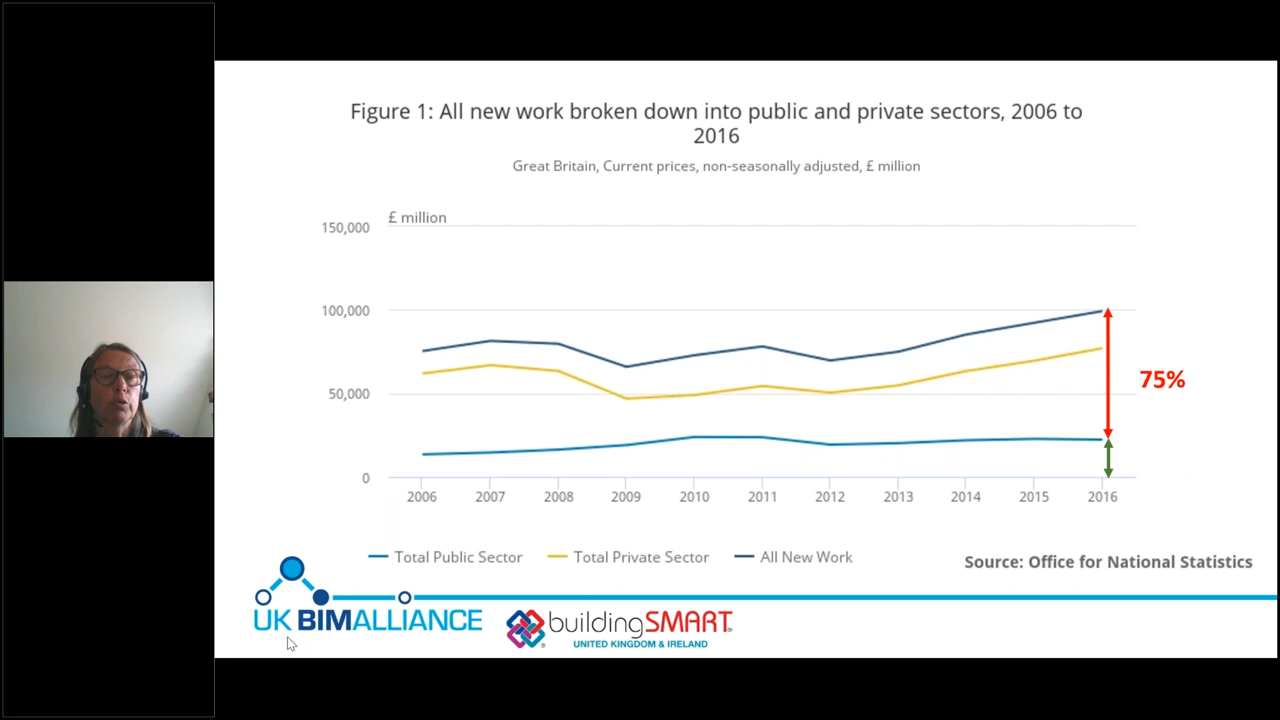 Figure 1: All new work broken down into public and private sectors, 2006 to
2016
Great Britain, Current prices, non-seasonally adjusted, £ million
£ million
150,000
100,000
50,000
0
75%
2006 2007 2008 2009 2010 2011 2012 2013 2014 2015 2016
Total Public Sector Total Private Sector All New Work
Source: Office for National Statistics
UK BIMALLIANCE
buildingSMART
UNITED KINGDOM & IRELAND